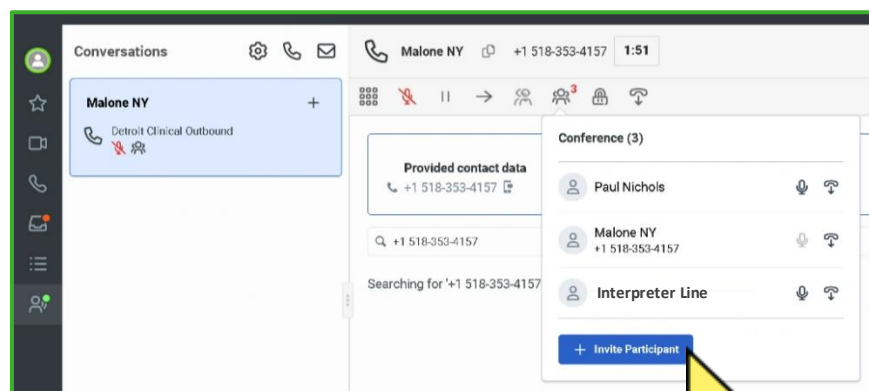 Conversations
Malone NY
+1 518-353-4157
1:51
Malone NY
Detroit Clinical Outbound
3
Conference (3)
Provided contact data
+1 518-353-4157
Paul Nichols
Malone NY
+1 518-353-4157
+1 518-353-4157
Searching for '+1 518-353-4157
Interpreter Line
+ Invite Participant